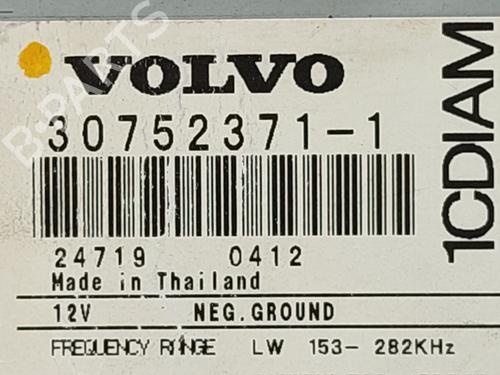 VOLVO
30752371-1
24719 0412
Made in Thailand
12V NEG. GROUND
FREQUENCY RANGE LW 153- 282KHz
1CDIAM
B-PARTS